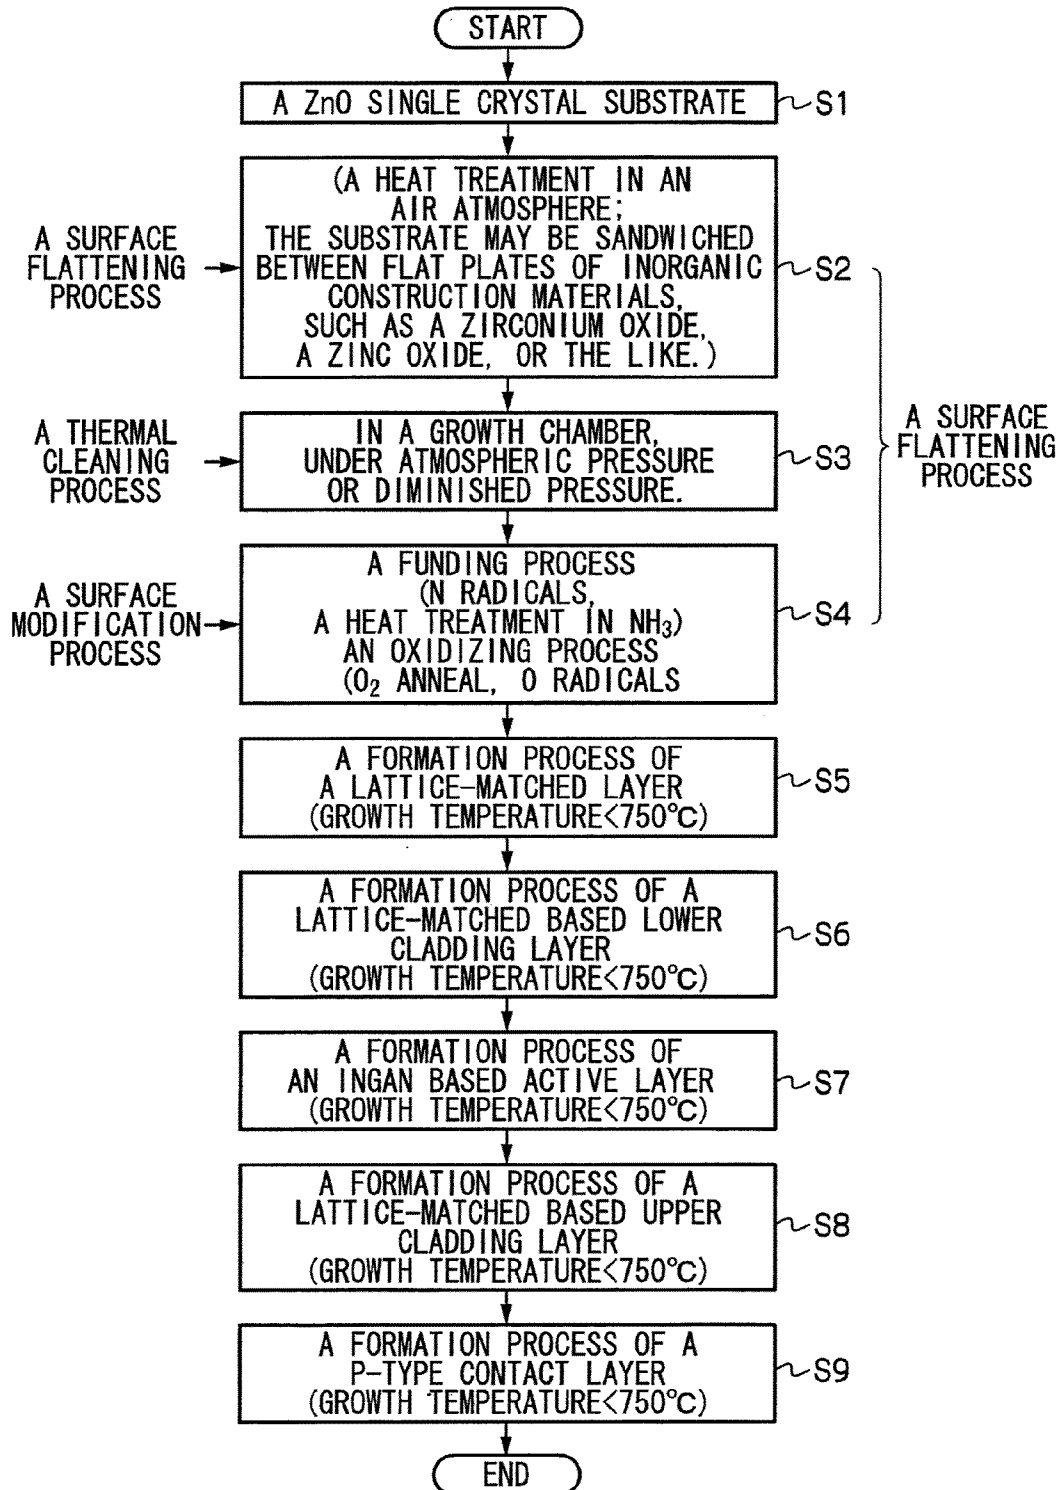 START
A ZnO SINGLE CRYSTAL SUBSTRATE
S1
A SURFACE
FLATTENING
PROCESS
(A HEAT TREATMENT IN AN
AIR ATMOSPHERE;
THE SUBSTRATE MAY BE SANDWICHED
BETWEEN FLAT PLATES OF INORGANIC
CONSTRUCTION MATERIALS,
SUCH AS A ZIRCONIUM OXIDE,
A ZINC OXIDE, OR THE LIKE.)
S2
A THERMAL
CLEANING
PROCESS
IN A GROWTH CHAMBER,
UNDER ATMOSPHERIC PRESSURE
OR DIMINISHED PRESSURE.
S3
A SURFACE
FLATTENING
PROCESS
A SURFACE
MODIFICATION
PROCESS
A FUNDING PROCESS
(N RADICALS,
A HEAT TREATMENT IN NH₃)
AN OXIDIZING PROCESS
(O₂ ANNEAL, O RADICALS
S4
A FORMATION PROCESS OF
A LATTICE-MATCHED LAYER
(GROWTH TEMPERATURE<750℃)
S5
A FORMATION PROCESS OF A
LATTICE-MATCHED BASED LOWER
CLADDING LAYER
(GROWTH TEMPERATURE<750℃)
S6
A FORMATION PROCESS OF
AN INGAN BASED ACTIVE LAYER
(GROWTH TEMPERATURE<750℃)
S7
A FORMATION PROCESS OF A
LATTICE-MATCHED BASED UPPER
CLADDING LAYER
(GROWTH TEMPERATURE<750℃)
S8
A FORMATION PROCESS OF A
P-TYPE CONTACT LAYER
(GROWTH TEMPERATURE<750℃)
S9
END